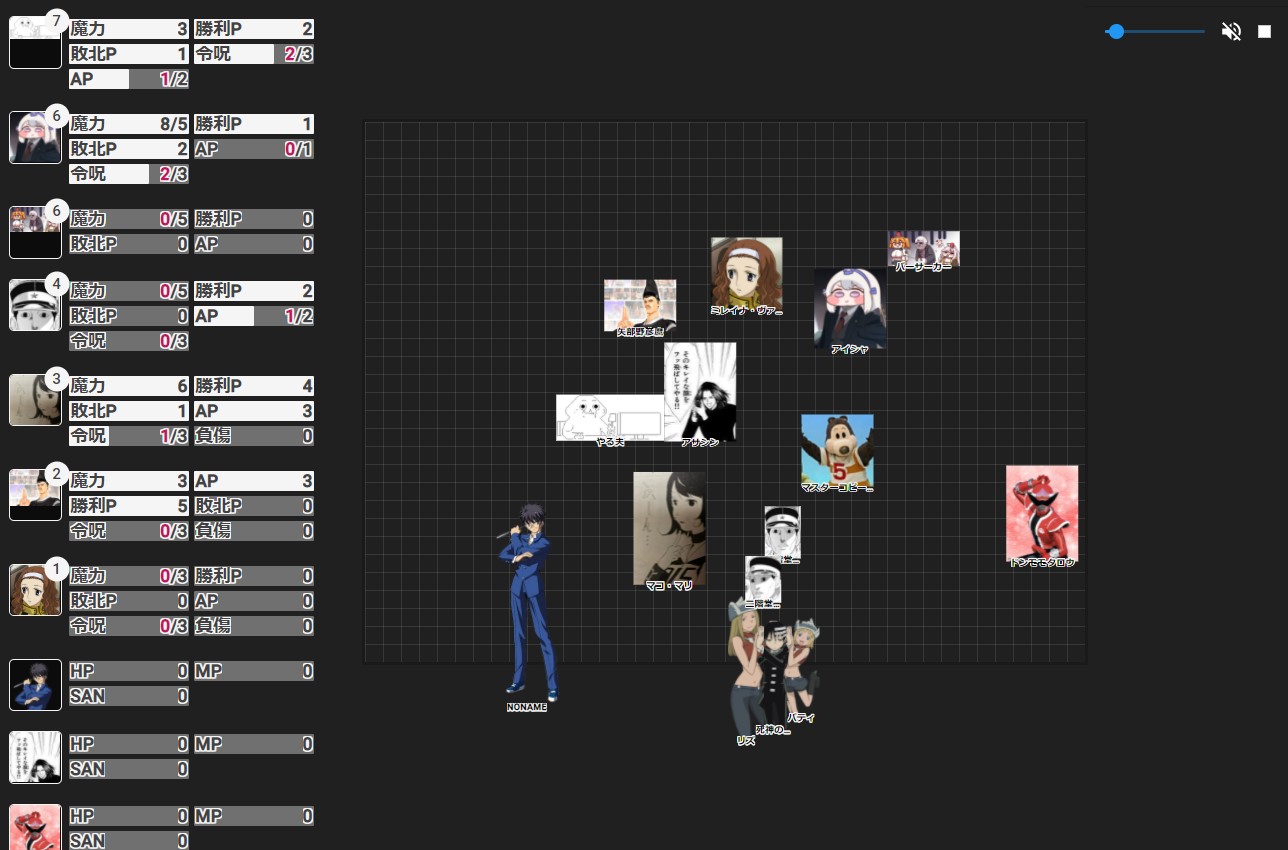 7
魔力 3 勝利P 2
敗北P 1 令呪 2/3
AP 1/2
6
魔力 8/5 勝利P 1
敗北P 2 AP 0/1
令呪 2/3
6
魔力 0/5 勝利P 0
敗北P 0 AP 0
4
魔力 0/5 勝利P 2
敗北P 0 AP 1/2
令呪 0/3
3
魔力 6 勝利P 4
敗北P 1 AP 3
令呪 1/3 負傷 0
2
魔力 3 AP 3
勝利P 5 敗北P 0
令呪 0/3 負傷 0
1
魔力 0/3 勝利P 0
敗北P 0 AP 0
令呪 0/3 負傷 0
HP 0 MP 0
SAN 0
HP 0 MP 0
SAN 0
HP 0 MP 0
SAN 0
バーサーカー
ミレイナ・ヴァ...
矢部野彦麿
アイシャ
そのキレイな顔を
フッ飛ばしてやる!!
やる夫
アサシン
5
マスターコピー...
ドンモモタロウ
マコ・マリ
二階堂...
NONAME
パティ
死神の...
リズ